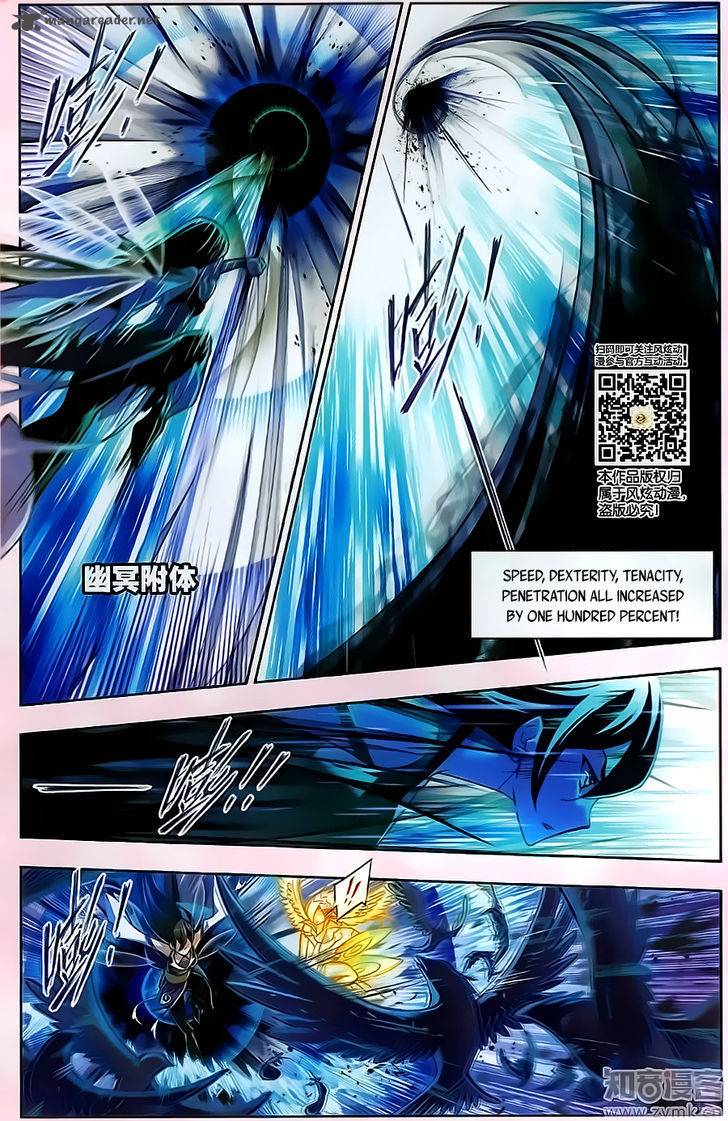 mangareader.net
嘭!
嘭!
扫码即可关注风炫动
漫参与官方互动活动!
本作品版权归
属于风炫动漫,
盗版必究!
幽冥附体
SPEED, DEXTERITY, TENACITY,
PENETRATION ALL INCREASED
BY ONE HUNDRED PERCENT!
嘭!!
!!
嘭!
知音漫客
www.zymk.cn